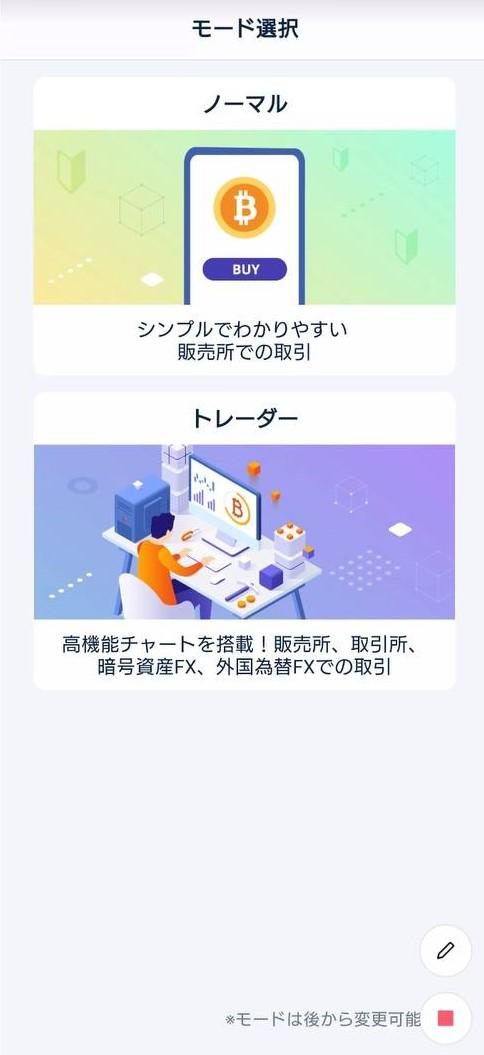 モード選択
ノーマル
BUY
シンプルでわかりやすい
販売所での取引
トレーダー
高機能チャートを搭載！販売所、取引所、
暗号資産FX、外国為替FXでの取引
※モードは後から変更可能